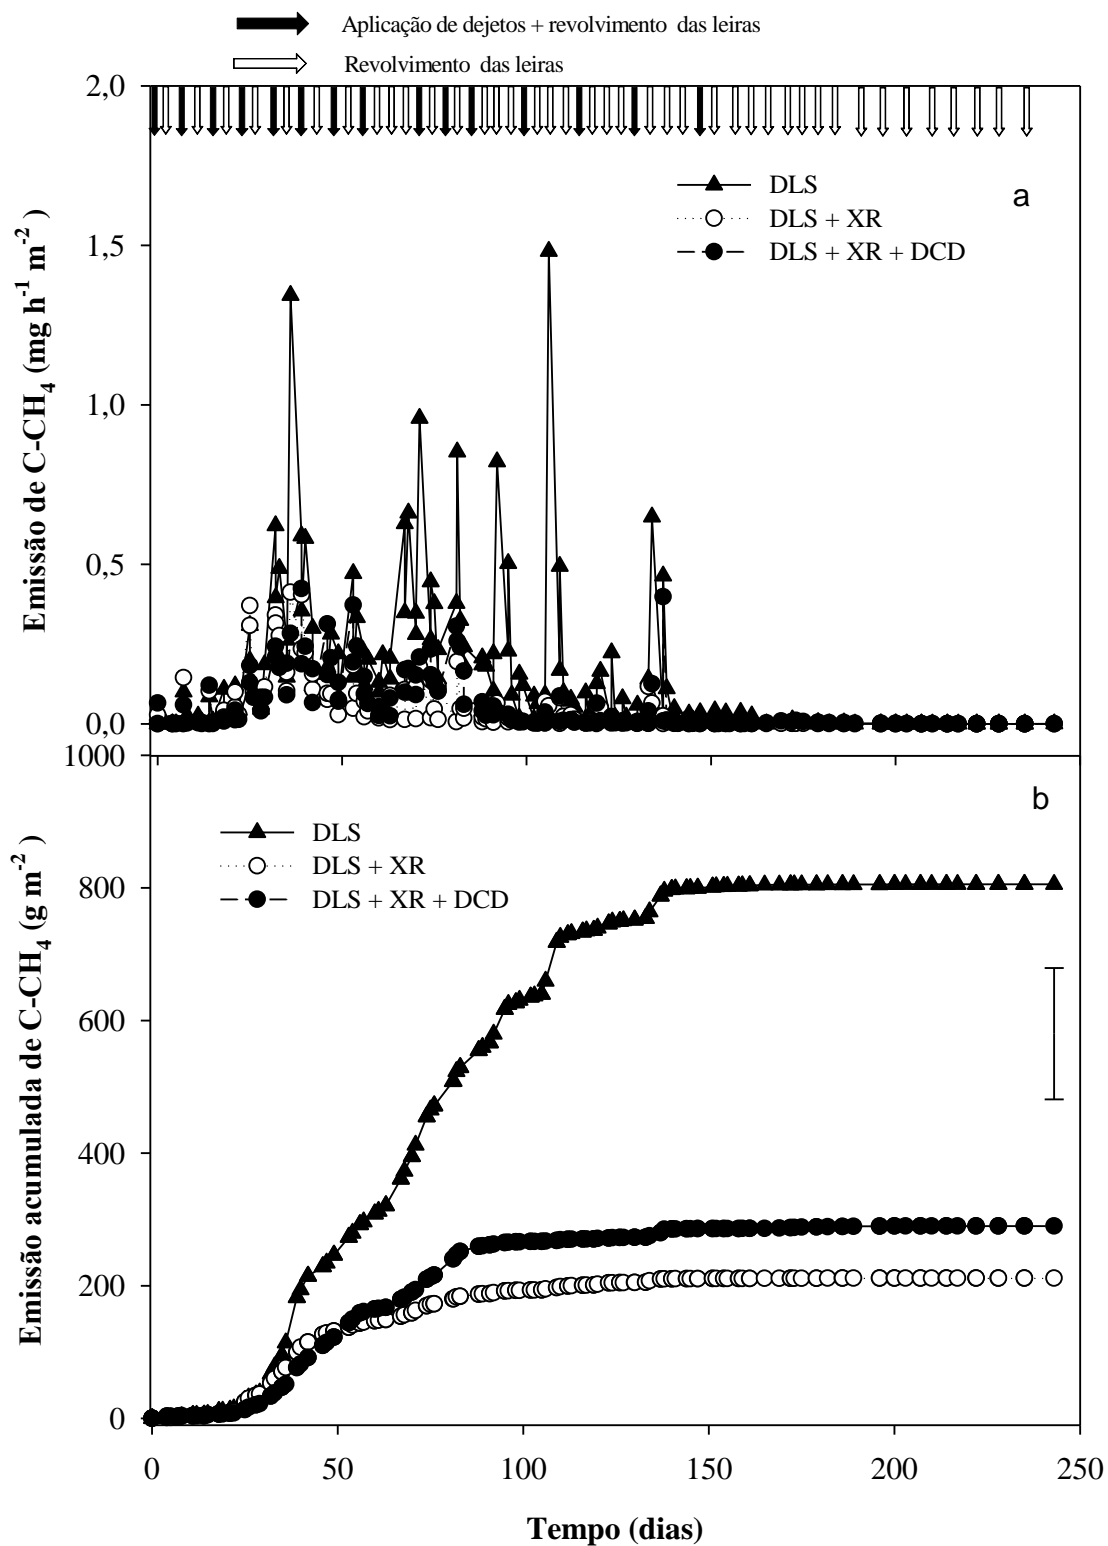 Aplicação de dejetos + revolvimento das leiras
Revolvimento das leiras
2,0
1,5
1,0
0,5
0,0
Emissão de C-CH4 (mg h-1 m-2)
DLS
DLS + XR
DLS + XR + DCD
a
1000
800
600
400
200
0
Emissão acumulada de C-CH4 (g m-2)
DLS
DLS + XR
DLS + XR + DCD
b
0 50 100 150 200 250
Tempo (dias)